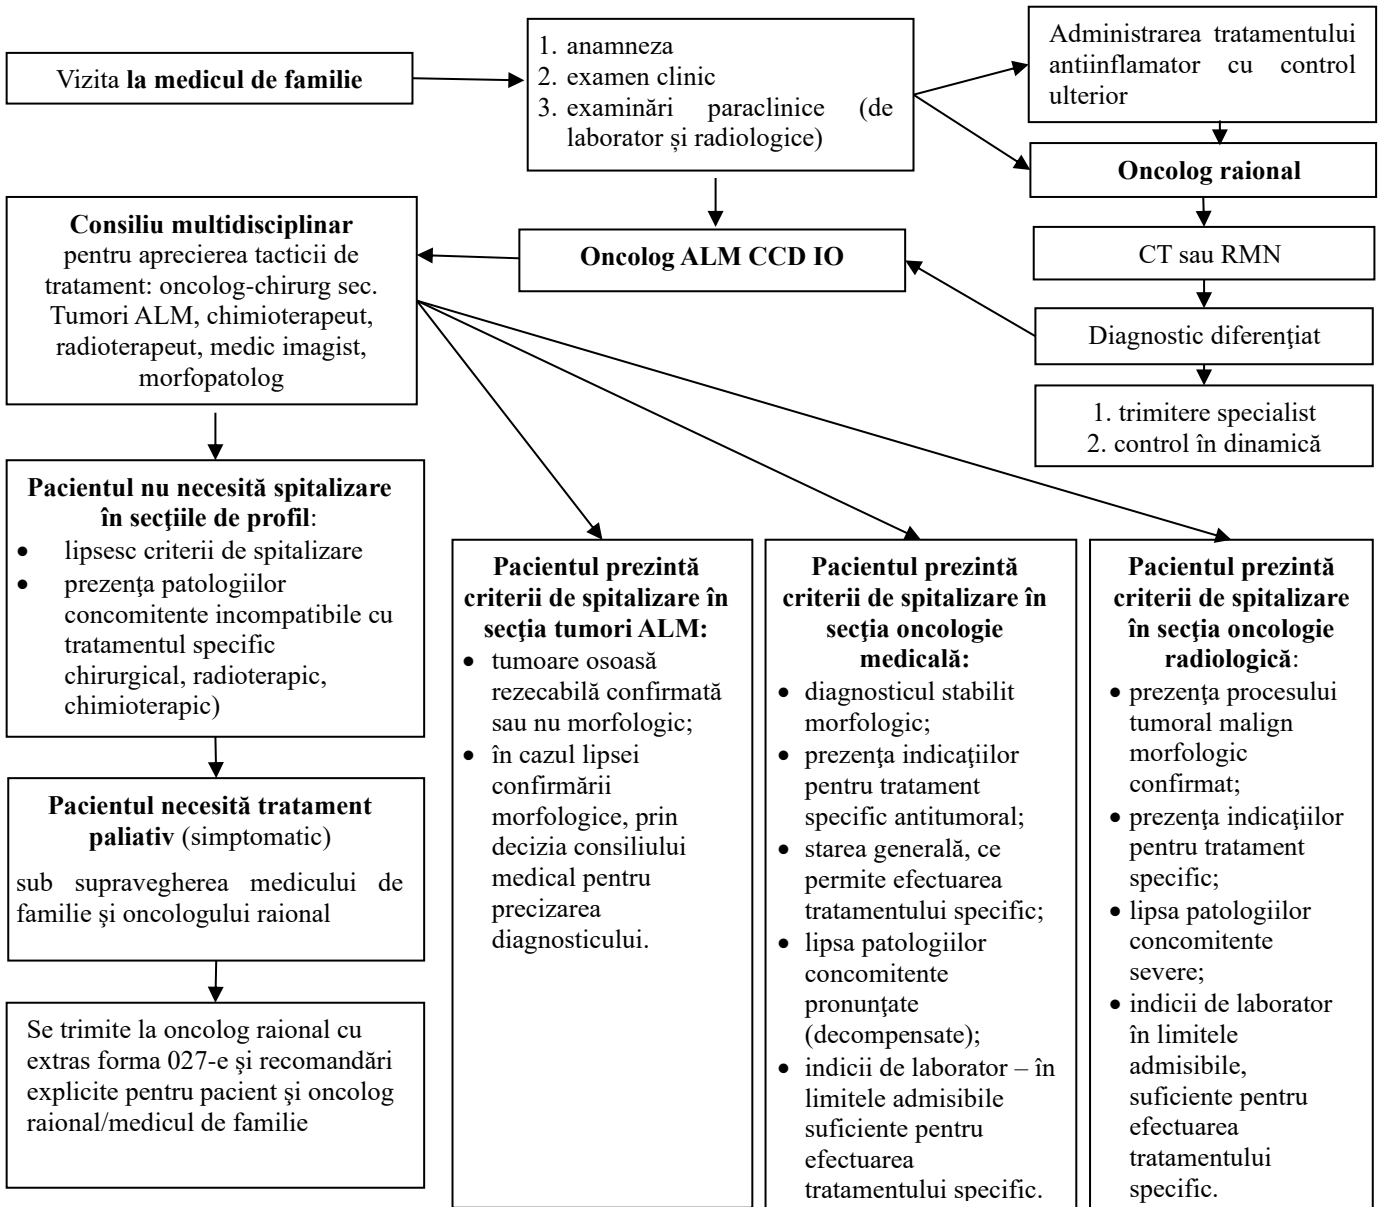 Vizita la medicul de familie
1. anamneza
2. examen clinic
3. examinări paraclinice (de
laborator și radiologice)
Administrarea tratamentului
antiinflamator cu control
ulterior
Oncolog raional
CT sau RMN
Diagnostic diferenţiat
1. trimitere specialist
2. control în dinamică
Oncolog ALM CCD IO
Consiliu multidisciplinar
pentru aprecierea tacticii de
tratament: oncolog-chirurg sec.
Tumori ALM, chimioterapeut,
radioterapeut, medic imagist,
morfopatolog
Pacientul nu necesită spitalizare
în secţiile de profil:
• lipsesc criterii de spitalizare
• prezenţa patologiilor
concomitente incompatibile cu
tratamentul specific
chirurgical, radioterapic,
chimioterapic)
Pacientul necesită tratament
paliativ (simptomatic)
sub supravegherea medicului de
familie şi oncologului raional
Se trimite la oncolog raional cu
extras forma 027-e şi recomandări
explicite pentru pacient şi oncolog
raional/medicul de familie
Pacientul prezintă
criterii de spitalizare în
secţia tumori ALM:
• tumoare osoasă
rezecabilă confirmată
sau nu morfologic;
• în cazul lipsei
confirmării
morfologice, prin
decizia consiliului
medical pentru
precizarea
diagnosticului.
Pacientul prezintă
criterii de spitalizare în
secţia oncologie
medicală:
• diagnosticul stabilit
morfologic;
• prezenţa indicaţiilor
pentru tratament
specific antitumoral;
• starea generală, ce
permite efectuarea
tratamentului specific;
• lipsa patologiilor
concomitente
pronunţate
(decompensate);
• indicii de laborator – în
limitele admisibile
suficiente pentru
efectuarea
tratamentului specific.
Pacientul prezintă
criterii de spitalizare
în secţia oncologie
radiologică:
• prezenţa procesului
tumoral malign
morfologic
confirmat;
• prezenţa indicaţiilor
pentru tratament
specific;
• lipsa patologiilor
concomitente
severe;
• indicii de laborator
în limitele
admisibile,
suficiente pentru
efectuarea
tratamentului
specific.